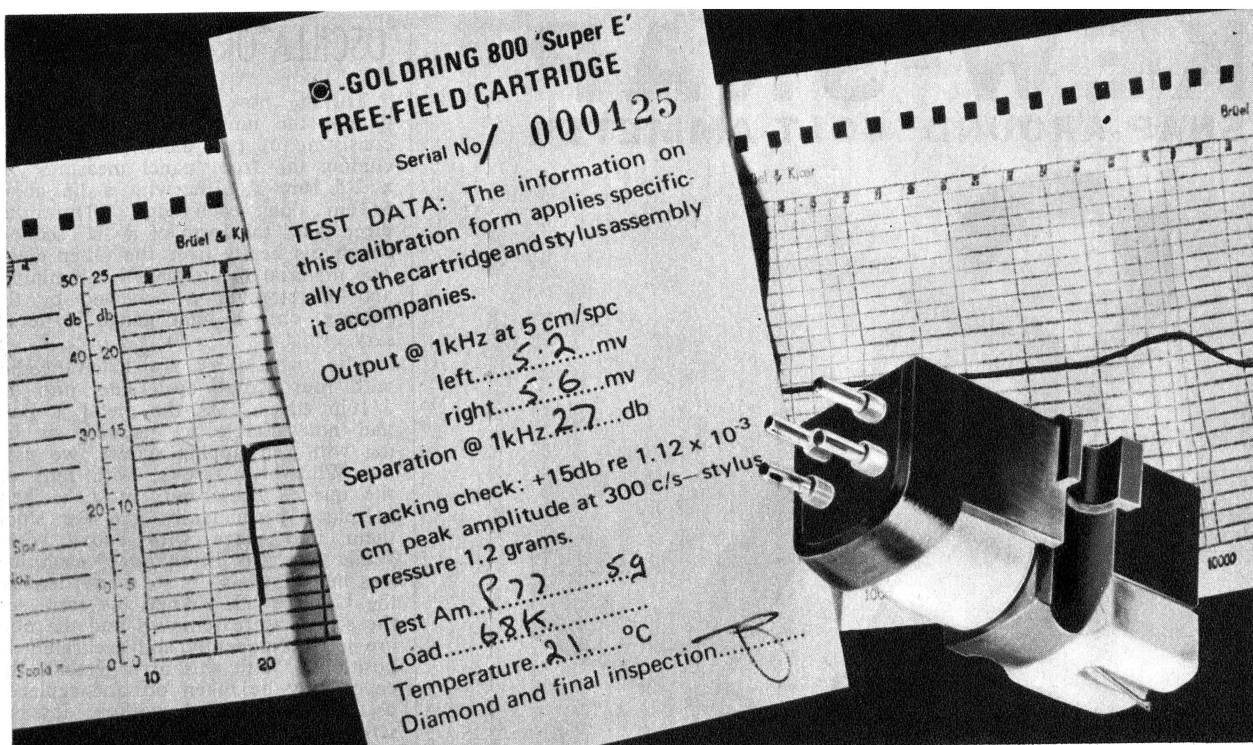 -GOLDRING 800 'Super E'
FREE-FIELD CARTRIDGE
Serial No/ 000125
TEST DATA: The information on
this calibration form applies specific-
ally to the cartridge and stylus assembly
it accompanies.
Output @ 1kHz at 5 cm/spc
left.....5.2.....mv
right.....5.6.....mv
Separation @ 1kHz.27....db
Tracking check: +15db re 1.12 x 10-3
cm peak amplitude at 300 c/s—stylus
pressure 1.2 grams.
Test Am.P77 59
Load....68K
Temperature..21....°C
Diamond and final inspection
Brüel & Kj
50 25
db db
40 20
30 15
20 10
10 5
0 0
10 20
Brüel
& Kjær
10000